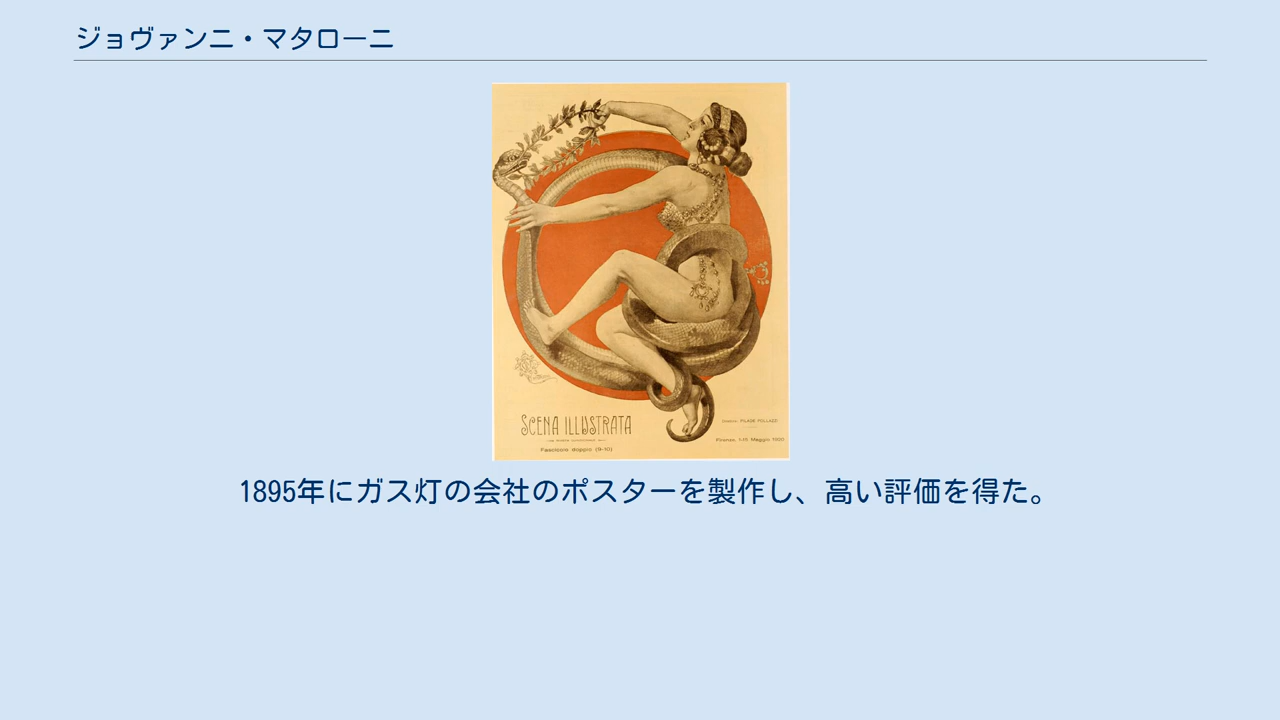 ジョヴァンニ・マタローニ
SCENA ILLUSTRATA
Fascicolo doppio (9-10)
Firenze, 1-15 Maggio 1900
1895年にガス灯の会社のポスターを製作し、高い評価を得た。